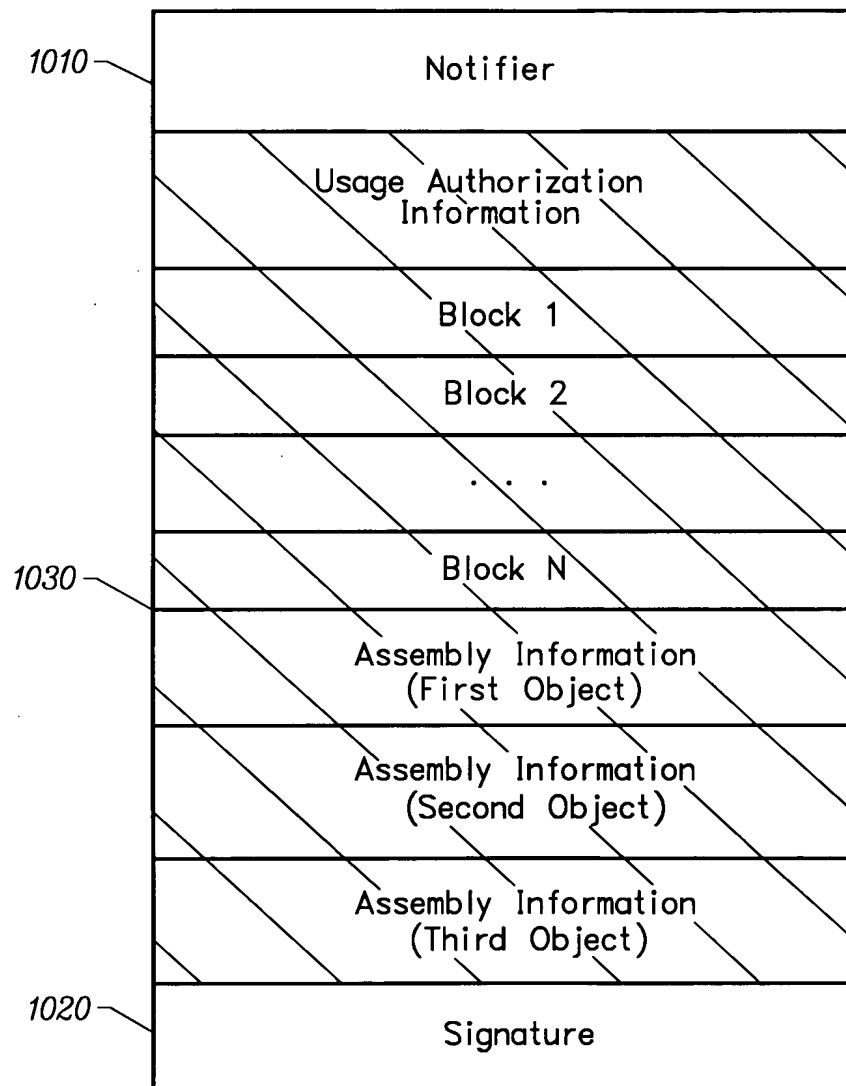 1010
Notifier
Usage Authorization
Information
Block 1
Block 2
. . .
Block N
1030
Assembly Information
(First Object)
Assembly Information
(Second Object)
Assembly Information
(Third Object)
1020
Signature